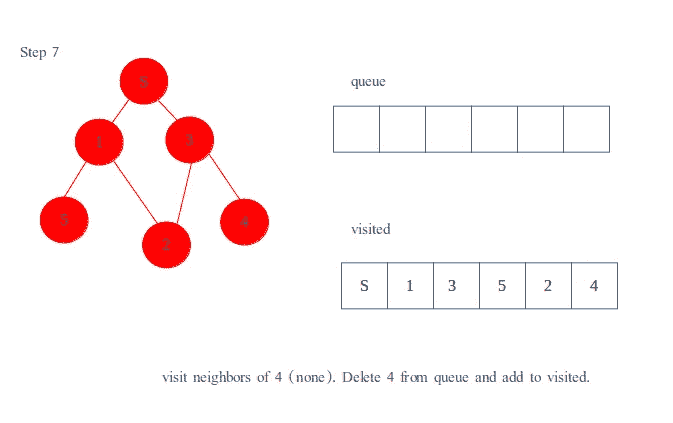 Step 7
S
queue
1
3
5
2
4
visited
S 1 3 5 2 4
visit neighbors of 4 (none). Delete 4 from queue and add to visited.